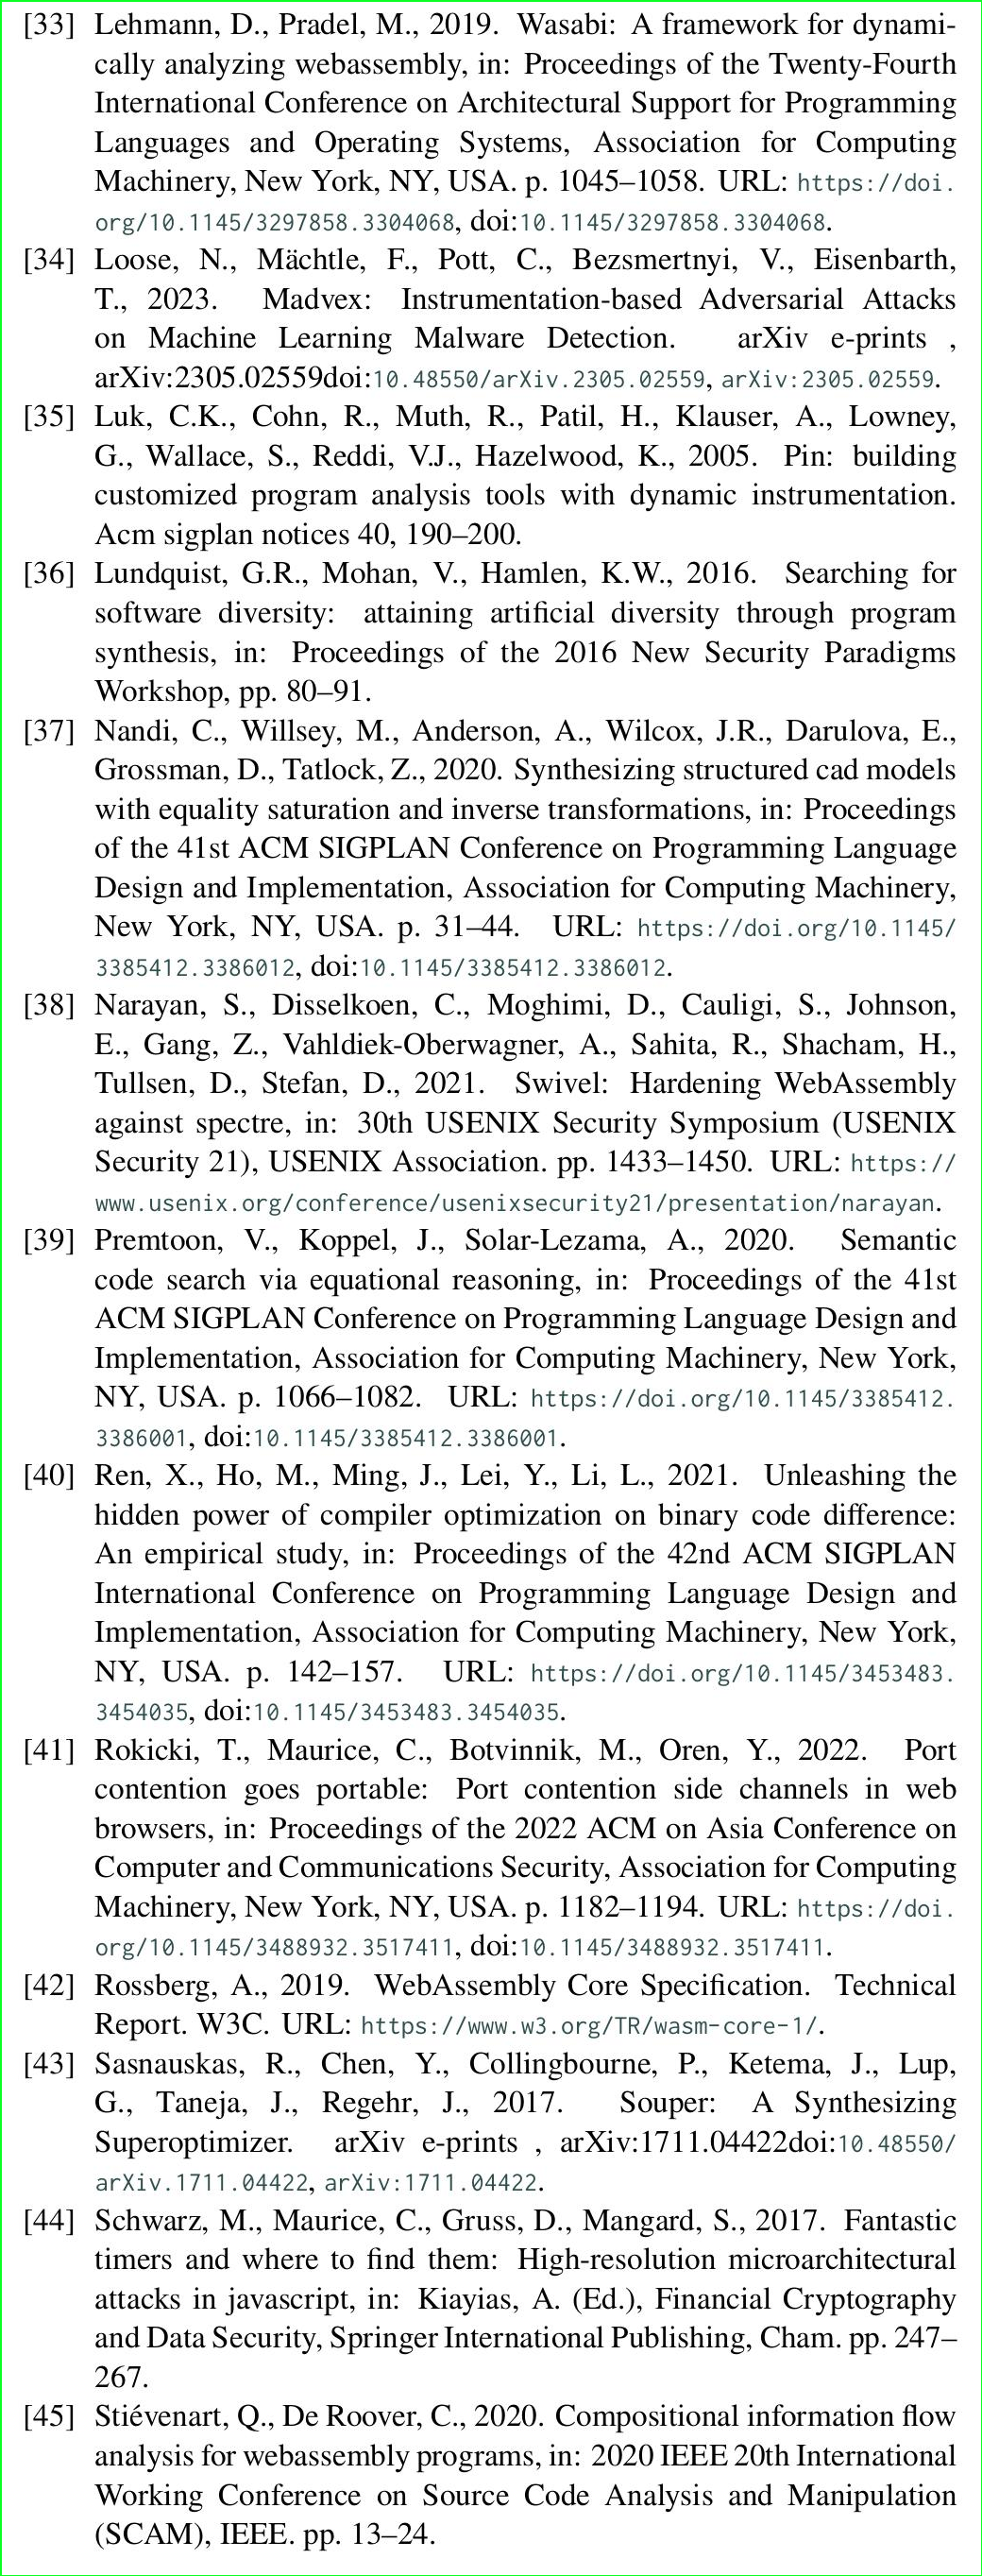 [33] Lehmann, D., Pradel, M., 2019. Wasabi: A framework for dynami-
cally analyzing webassembly, in: Proceedings of the Twenty-Fourth
International Conference on Architectural Support for Programming
Languages and Operating Systems, Association for Computing
Machinery, New York, NY, USA. p. 1045–1058. URL: https://doi.
org/10.1145/3297858.3304068, doi:10.1145/3297858.3304068.
[34] Loose, N., Mächtle, F., Pott, C., Bezsmertnyi, V., Eisenbarth,
T., 2023. Madvex: Instrumentation-based Adversarial Attacks
on Machine Learning Malware Detection. arXiv e-prints ,
arXiv:2305.02559doi:10.48550/arXiv.2305.02559, arXiv:2305.02559.
[35] Luk, C.K., Cohn, R., Muth, R., Patil, H., Klauser, A., Lowney,
G., Wallace, S., Reddi, V.J., Hazelwood, K., 2005. Pin: building
customized program analysis tools with dynamic instrumentation.
Acm sigplan notices 40, 190–200.
[36] Lundquist, G.R., Mohan, V., Hamlen, K.W., 2016. Searching for
software diversity: attaining artificial diversity through program
synthesis, in: Proceedings of the 2016 New Security Paradigms
Workshop, pp. 80–91.
[37] Nandi, C., Willsey, M., Anderson, A., Wilcox, J.R., Darulova, E.,
Grossman, D., Tatlock, Z., 2020. Synthesizing structured cad models
with equality saturation and inverse transformations, in: Proceedings
of the 41st ACM SIGPLAN Conference on Programming Language
Design and Implementation, Association for Computing Machinery,
New York, NY, USA. p. 31–44. URL: https://doi.org/10.1145/
3385412.3386012, doi:10.1145/3385412.3386012.
[38] Narayan, S., Disselkoen, C., Moghimi, D., Cauligi, S., Johnson,
E., Gang, Z., Vahldiek-Oberwagner, A., Sahita, R., Shacham, H.,
Tullsen, D., Stefan, D., 2021. Swivel: Hardening WebAssembly
against spectre, in: 30th USENIX Security Symposium (USENIX
Security 21), USENIX Association. pp. 1433–1450. URL: https://
www.usenix.org/conference/usenixsecurity21/presentation/narayan.
[39] Premtoon, V., Koppel, J., Solar-Lezama, A., 2020. Semantic
code search via equational reasoning, in: Proceedings of the 41st
ACM SIGPLAN Conference on Programming Language Design and
Implementation, Association for Computing Machinery, New York,
NY, USA. p. 1066–1082. URL: https://doi.org/10.1145/3385412.
3386001, doi:10.1145/3385412.3386001.
[40] Ren, X., Ho, M., Ming, J., Lei, Y., Li, L., 2021. Unleashing the
hidden power of compiler optimization on binary code difference:
An empirical study, in: Proceedings of the 42nd ACM SIGPLAN
International Conference on Programming Language Design and
Implementation, Association for Computing Machinery, New York,
NY, USA. p. 142–157. URL: https://doi.org/10.1145/3453483.
3454035, doi:10.1145/3453483.3454035.
[41] Rokicki, T., Maurice, C., Botvinnik, M., Oren, Y., 2022. Port
contention goes portable: Port contention side channels in web
browsers, in: Proceedings of the 2022 ACM on Asia Conference on
Computer and Communications Security, Association for Computing
Machinery, New York, NY, USA. p. 1182–1194. URL: https://doi.
org/10.1145/3488932.3517411, doi:10.1145/3488932.3517411.
[42] Rossberg, A., 2019. WebAssembly Core Specification. Technical
Report. W3C. URL: https://www.w3.org/TR/wasm-core-1/.
[43] Sasnauskas, R., Chen, Y., Collingbourne, P., Ketema, J., Lup,
G., Taneja, J., Regehr, J., 2017. Souper: A Synthesizing
Superoptimizer. arXiv e-prints , arXiv:1711.04422doi:10.48550/
arXiv.1711.04422, arXiv:1711.04422.
[44] Schwarz, M., Maurice, C., Gruss, D., Mangard, S., 2017. Fantastic
timers and where to find them: High-resolution microarchitectural
attacks in javascript, in: Kiayias, A. (Ed.), Financial Cryptography
and Data Security, Springer International Publishing, Cham. pp. 247–
267.
[45] Stiévenart, Q., De Roover, C., 2020. Compositional information flow
analysis for webassembly programs, in: 2020 IEEE 20th International
Working Conference on Source Code Analysis and Manipulation
(SCAM), IEEE. pp. 13–24.